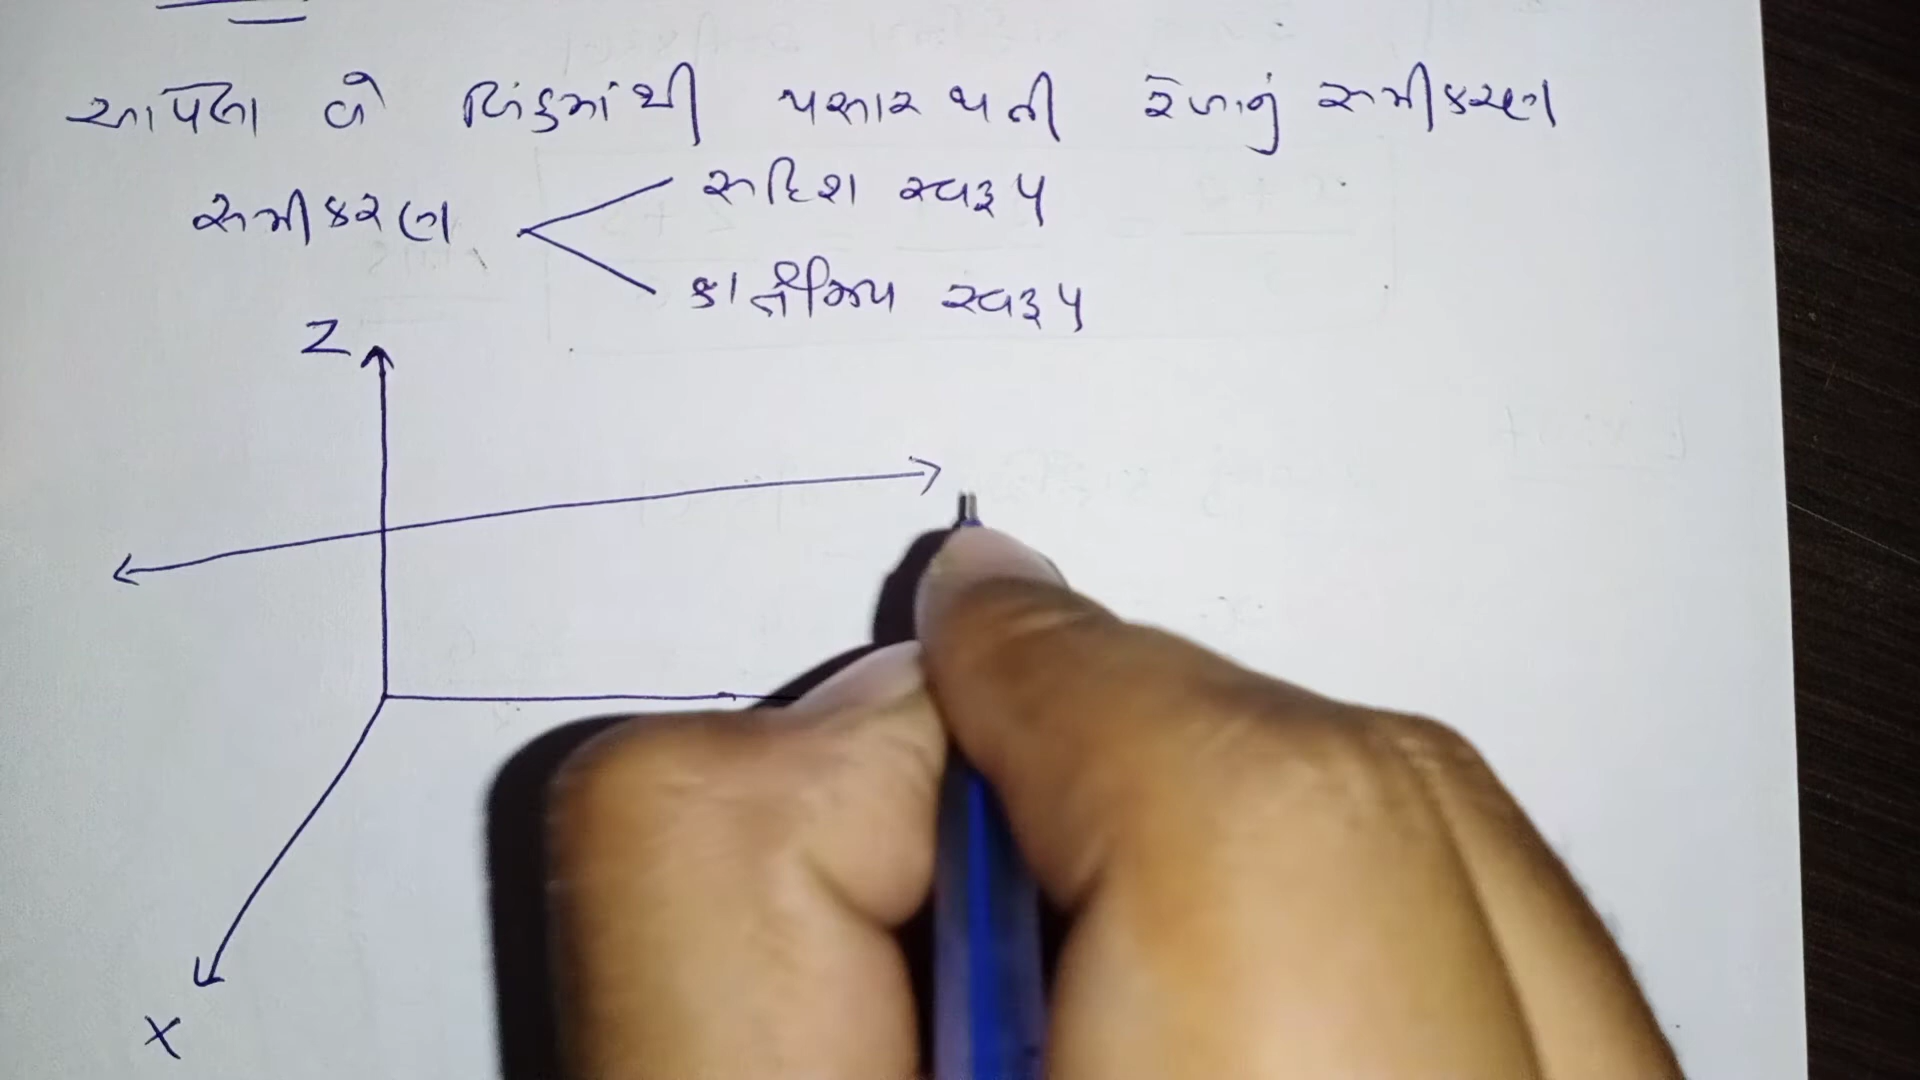 આપેલા બે બિંદુમાંથી પસાર થતી રેખાનું સમીકરણ
સમીકરણ
સદિશ સ્વરૂપ
કાર્તેઝિય સ્વરૂપ
Z
X